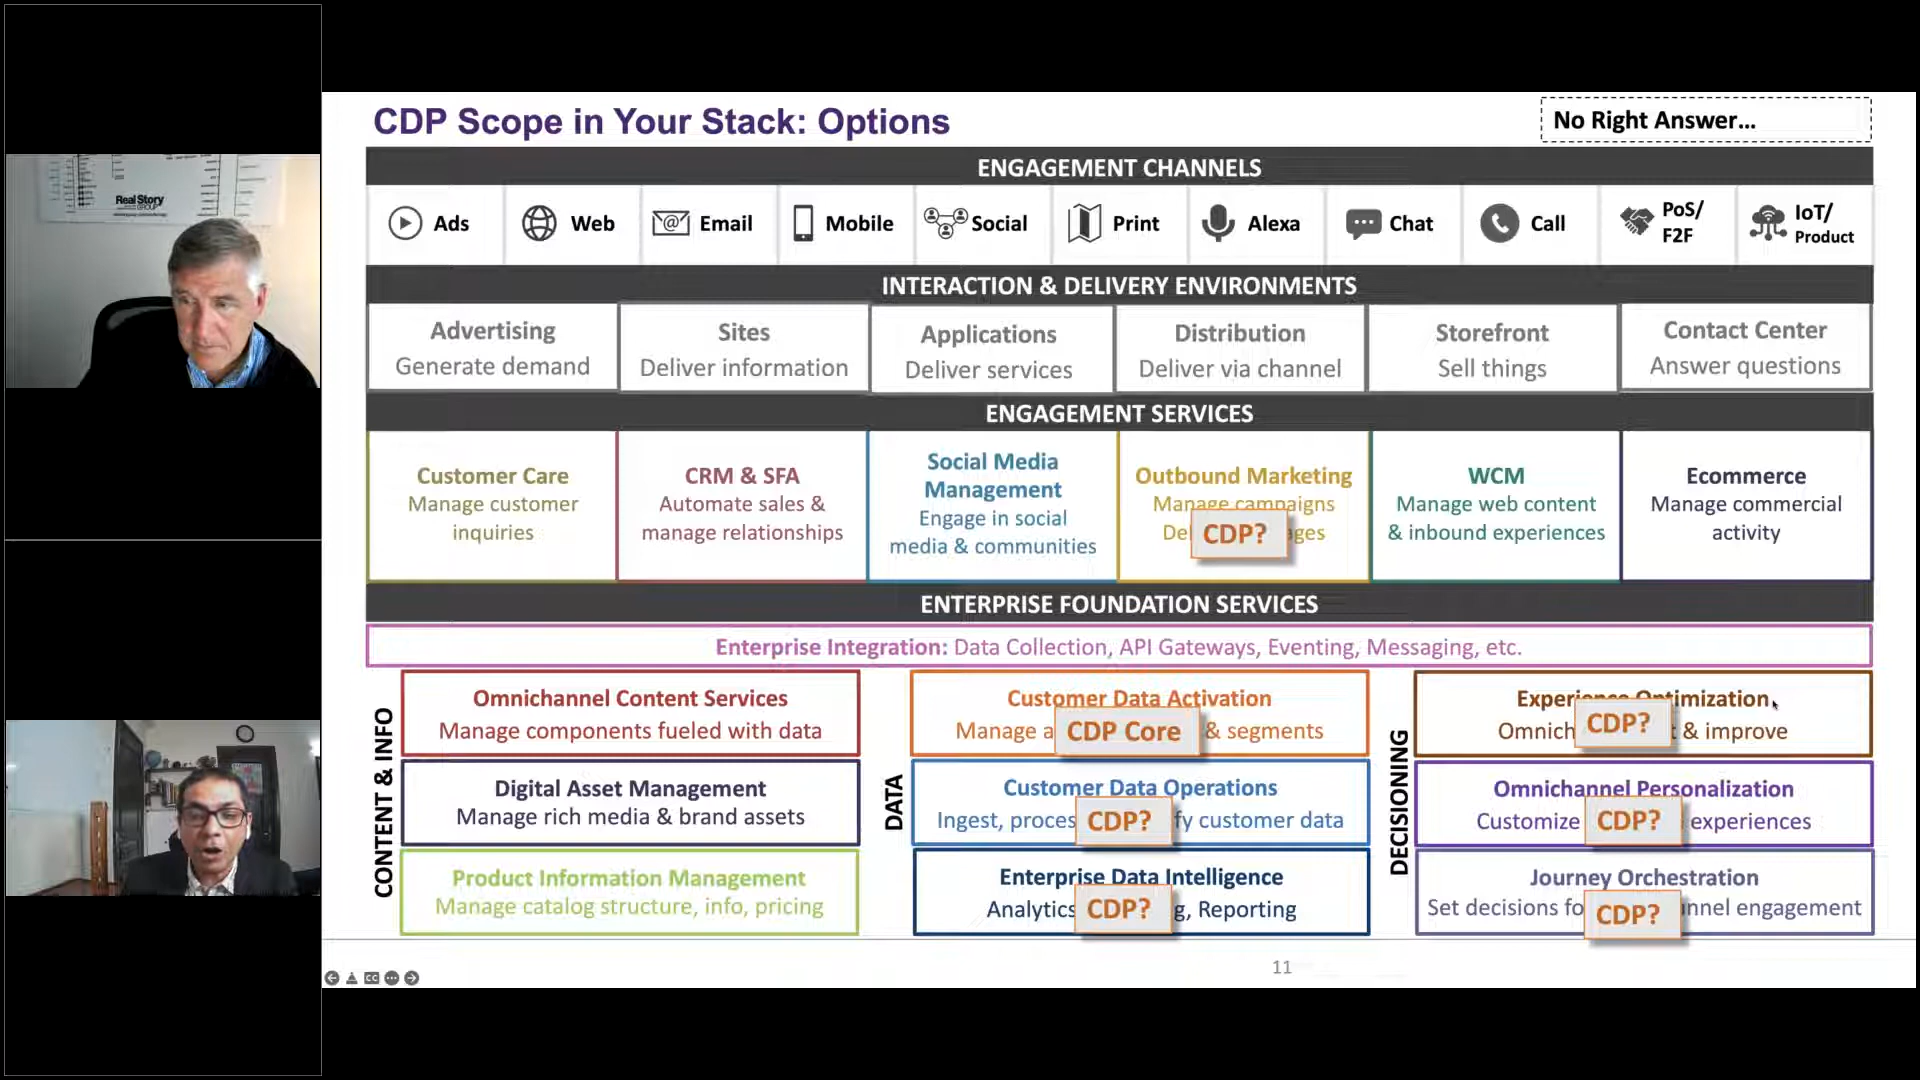 Real Story
GROUP
CDP Scope in Your Stack: Options
No Right Answer...
ENGAGEMENT CHANNELS
Ads
Web
Email
Mobile
Social
Print
Alexa
Chat
Call
PoS/
F2F
IoT/
Product
INTERACTION & DELIVERY ENVIRONMENTS
Advertising
Generate demand
Sites
Deliver information
Applications
Deliver services
Distribution
Deliver via channel
Storefront
Sell things
Contact Center
Answer questions
ENGAGEMENT SERVICES
Customer Care
Manage customer
inquiries
CRM & SFA
Automate sales &
manage relationships
Social Media
Management
Engage in social
media & communities
Outbound Marketing
Manage campaigns
CDP?
WCM
Manage web content
& inbound experiences
Ecommerce
Manage commercial
activity
ENTERPRISE FOUNDATION SERVICES
Enterprise Integration: Data Collection, API Gateways, Eventing, Messaging, etc.
CONTENT & INFO
Omnichannel Content Services
Manage components fueled with data
Digital Asset Management
Manage rich media & brand assets
Product Information Management
Manage catalog structure, info, pricing
DATA
Customer Data Activation
Manage & segments
CDP Core
Customer Data Operations
Ingest, customer data
CDP?
Enterprise Data Intelligence
Analytics Reporting
CDP?
DECISIONING
Experience Optimization
& improve
CDP?
Omnichannel Personalization
Customize experiences
CDP?
Journey Orchestration
Set decisions engagement
CDP?
11
CC